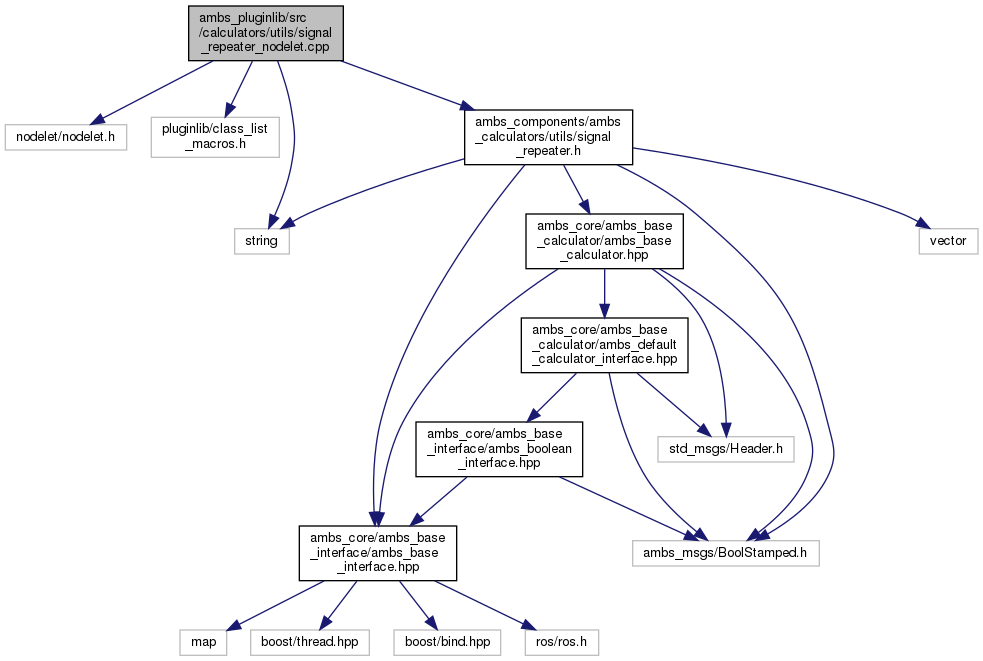 ambs_pluginlib/src
/calculators/utils/signal
_repeater_nodelet.cpp
nodelet/nodelet.h
pluginlib/class_list
_macros.h
ambs_components/ambs
_calculators/utils/signal
_repeater.h
string
ambs_core/ambs_base
_calculator/ambs_base
_calculator.hpp
vector
ambs_core/ambs_base
_calculator/ambs_default
_calculator_interface.hpp
ambs_core/ambs_base
_interface/ambs_boolean
_interface.hpp
std_msgs/Header.h
ambs_core/ambs_base
_interface/ambs_base
_interface.hpp
ambs_msgs/BoolStamped.h
map
boost/thread.hpp
boost/bind.hpp
ros/ros.h